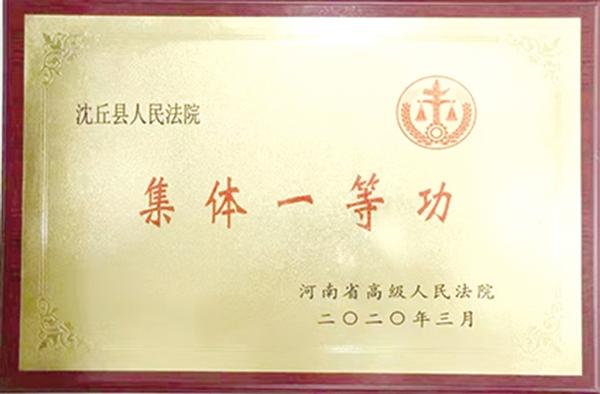 沈丘县人民法院
集体一等功
河南省高级人民法院
二〇二〇年三月